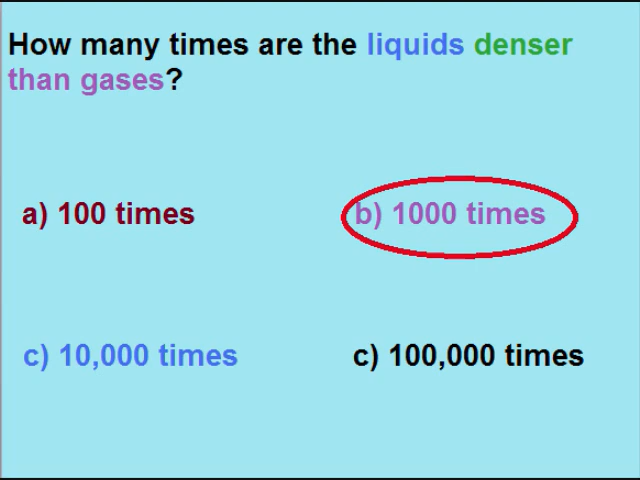 How many times are the liquids denser
than gases?
a) 100 times
b) 1000 times
c) 10,000 times
c) 100,000 times